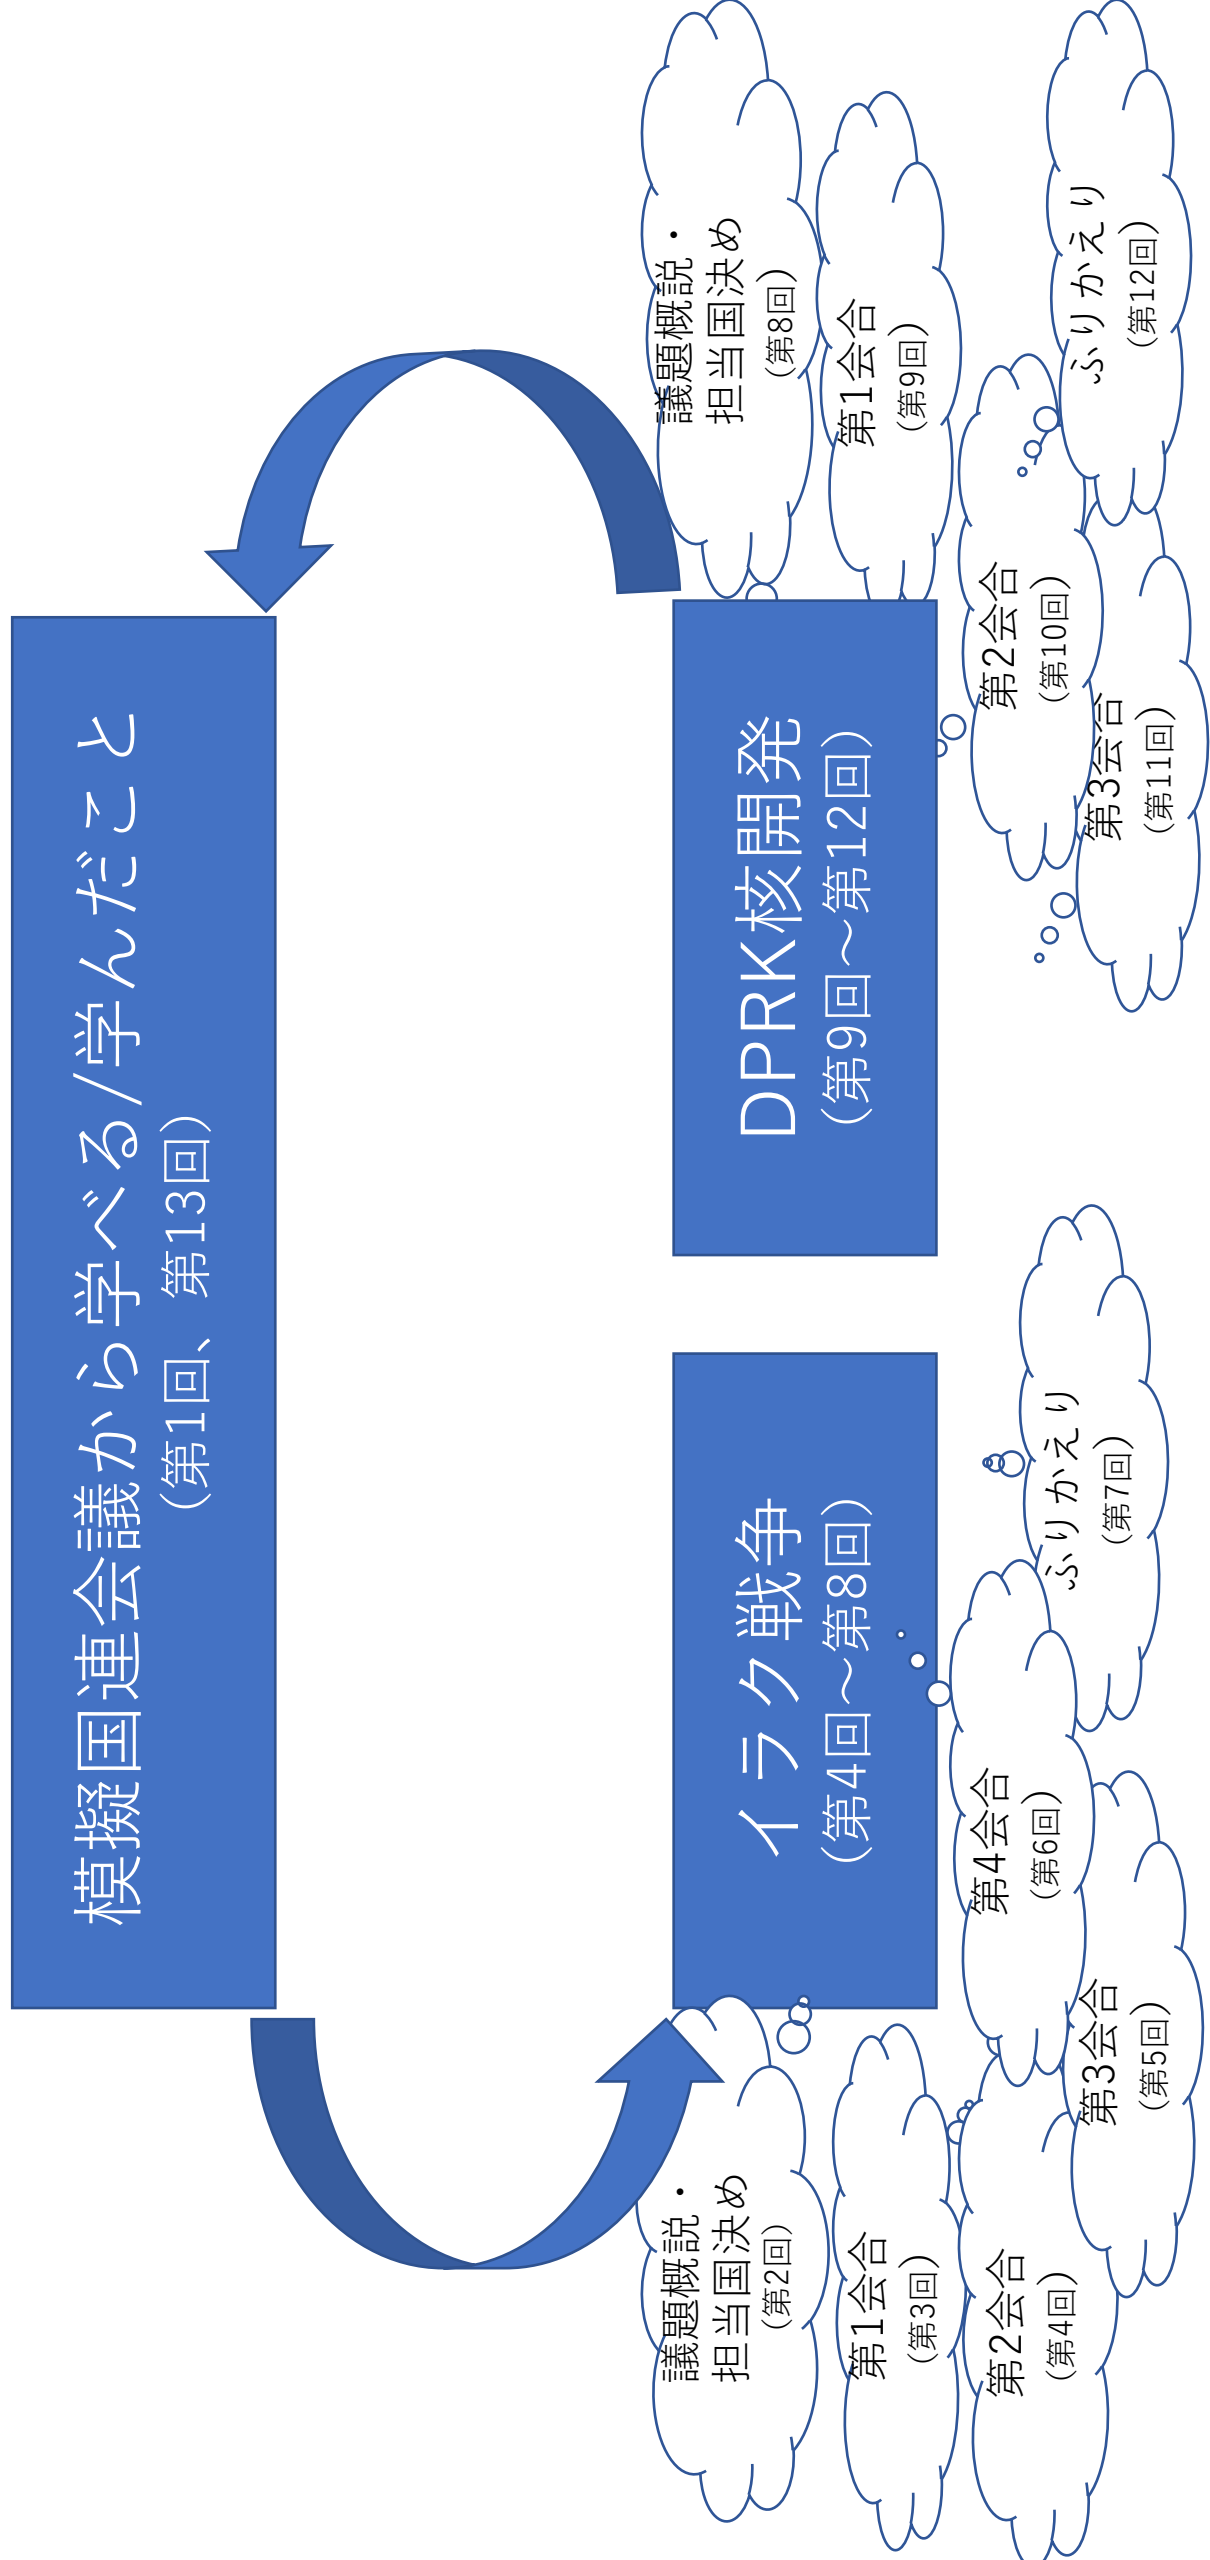 模擬国連会議から学べる/学んだこと
(第1回、第13回)
イラク戦争
(第4回～第8回)
DPRK核開発
(第9回～第12回)
議題概説・
担当国決め
(第2回)
第1会合
(第3回)
第2会合
(第4回)
第3会合
(第5回)
第4会合
(第6回)
ふりかえり
(第7回)
議題概説・
担当国決め
(第8回)
第1会合
(第9回)
第2会合
(第10回)
第3会合
(第11回)
ふりかえり
(第12回)